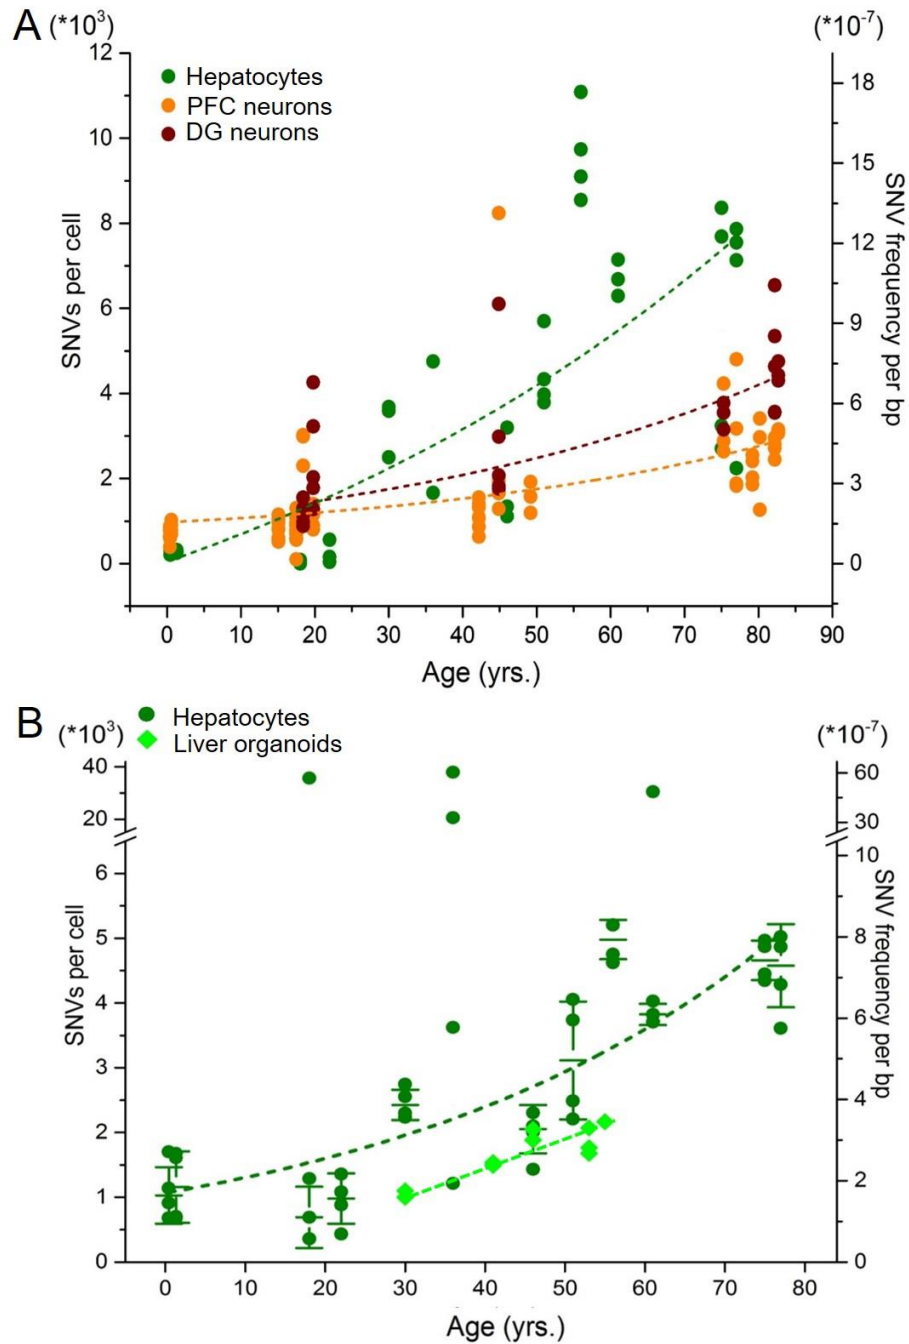 A (*10³) (*10⁻⁷)
Hepatocytes
PFC neurons
DG neurons
SNVs per cell
12
10
8
6
4
2
0
SNV frequency per bp
18
15
12
9
6
3
0
0 10 20 30 40 50 60 70 80 90
Age (yrs.)
B (*10³) (*10⁻⁷)
Hepatocytes
Liver organoids
SNVs per cell
40
20
6
5
4
3
2
1
0
SNV frequency per bp
60
30
10
8
6
4
2
0
0 10 20 30 40 50 60 70 80
Age (yrs.)